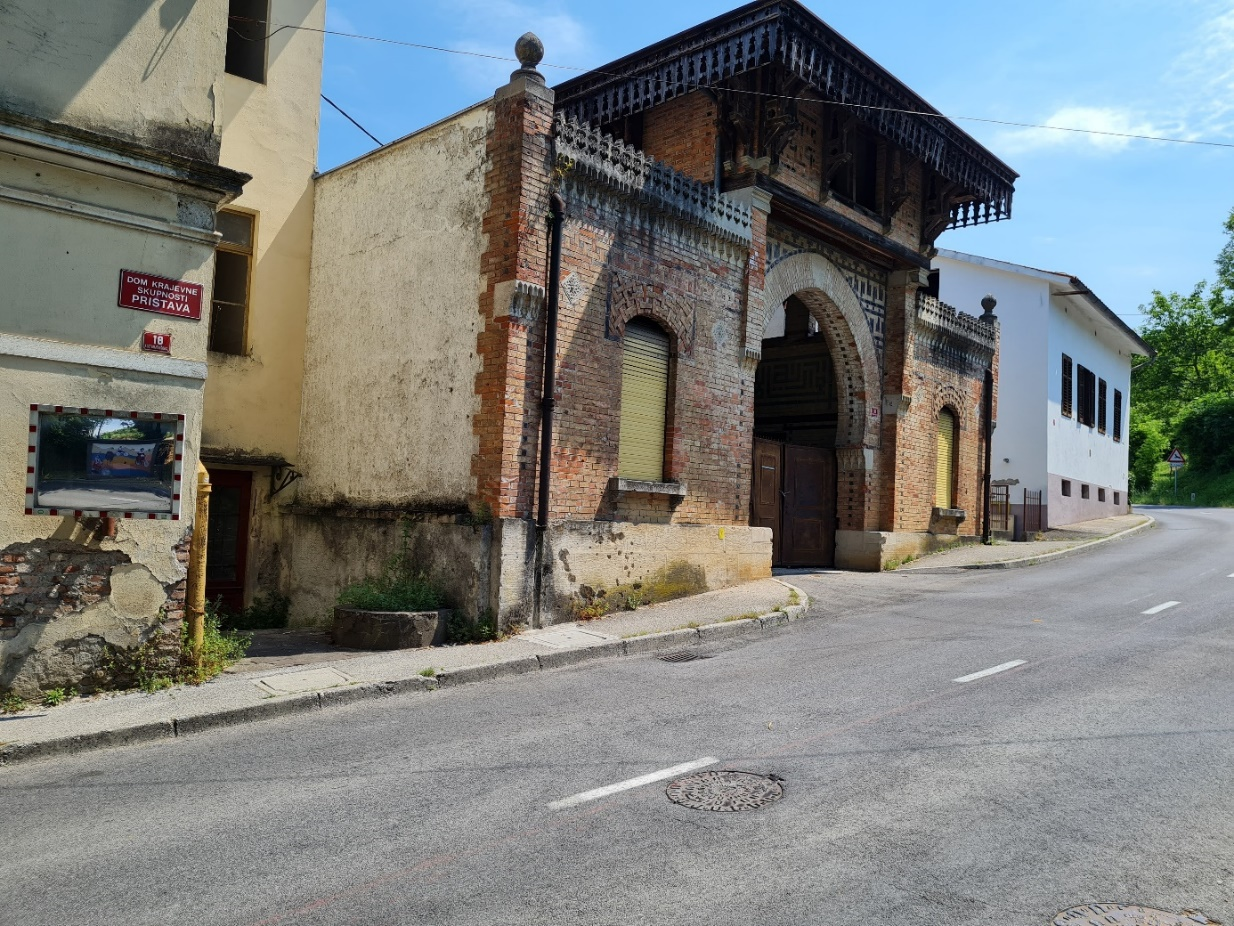 DOM KRAJEVNE
SKUPNOSTI
PRISTAVA
18